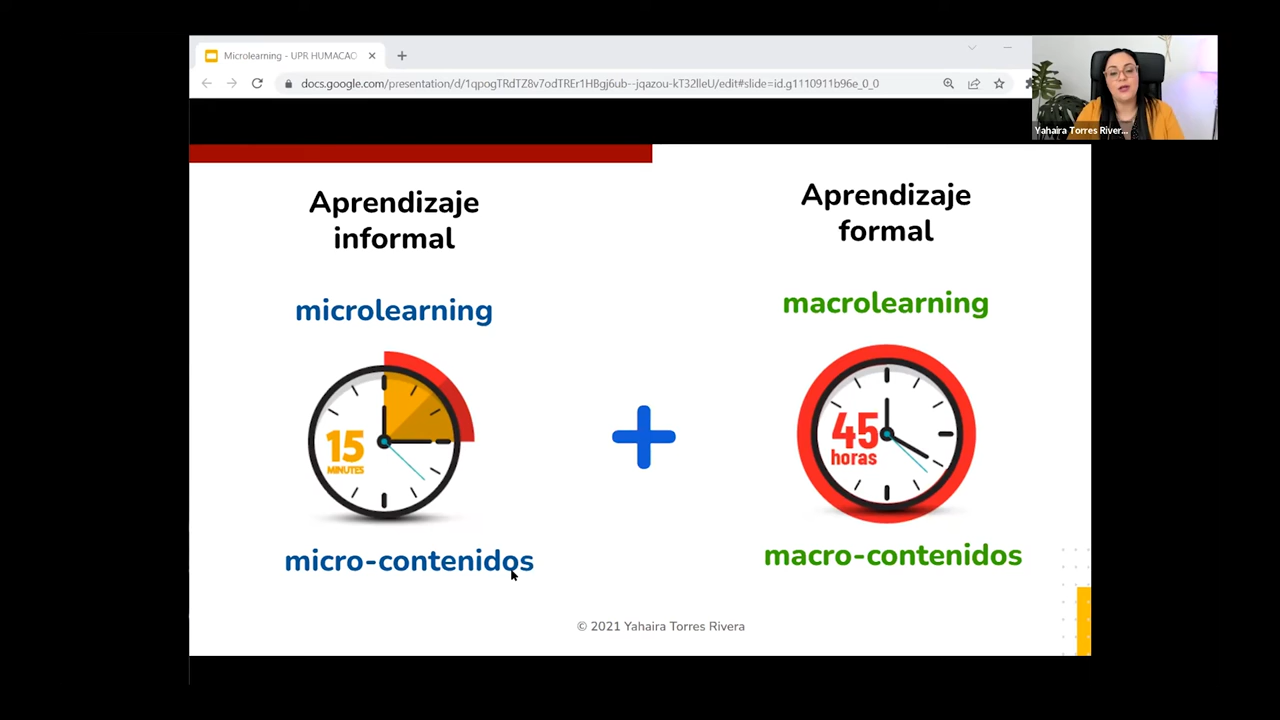 Microlearning - UPR HUMACAO
docs.google.com/presentation/d/1qpogTRdTZ8v7odTREr1HBgj6ub--jqazou-kT32lleU/edit#slide=id.g1110911b96e_0_0
Yahaira Torres River...
Aprendizaje
informal
microlearning
15
MINUTES
micro-contenidos
+
Aprendizaje
formal
macrolearning
45
horas
macro-contenidos
© 2021 Yahaira Torres Rivera